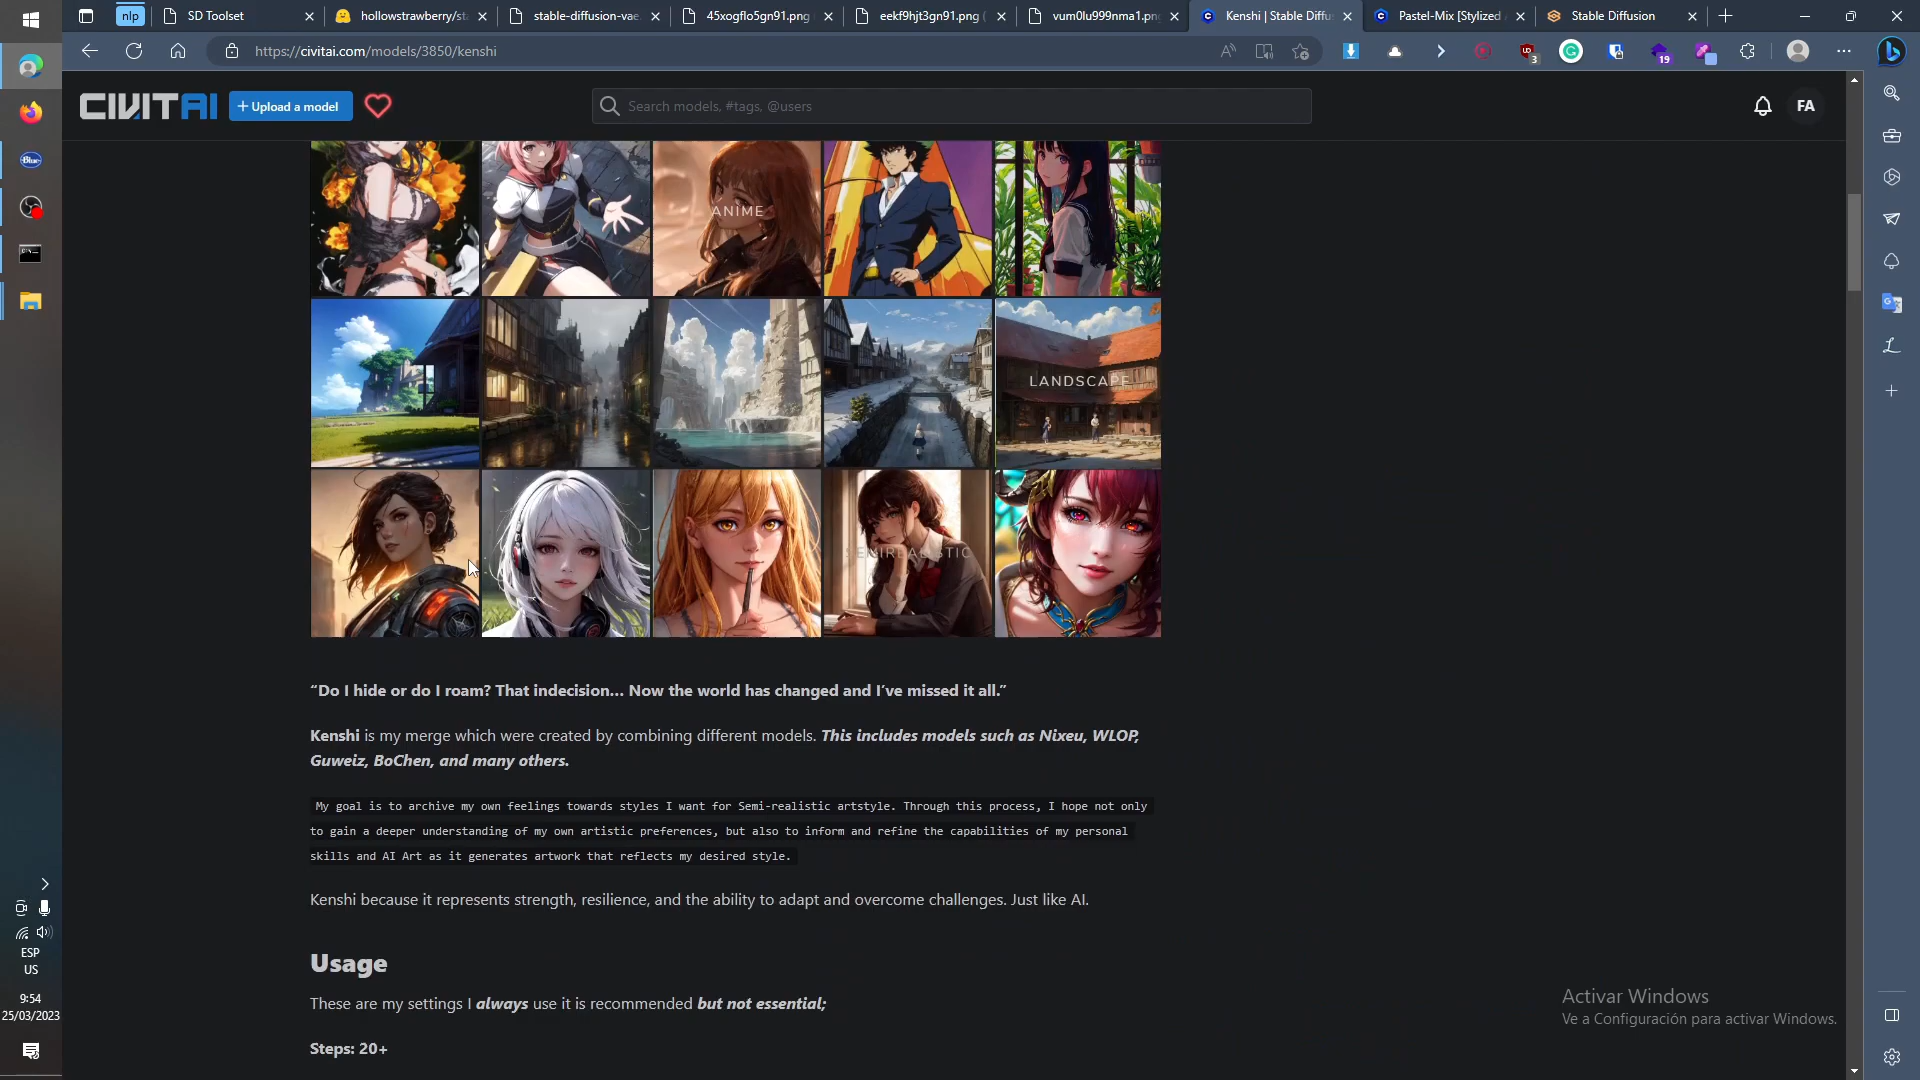 nlp
SD Toolset
hollowstrawberry/sta
stable-diffusion-vae.
45xogflo5gn91.png
eekf9hjt3gn91.png (
vum0lu999nma1.pn
Kenshi | Stable Diffu
Pastel-Mix [Stylized
Stable Diffusion
https://civitai.com/models/3850/kenshi
3
19
CIVITAI
+ Upload a model
Search models, #tags, @users
FA
ANIME
LANDSCAPE
SEMIREALISTIC
“Do I hide or do I roam? That indecision... Now the world has changed and I’ve missed it all.”
Kenshi is my merge which were created by combining different models. This includes models such as Nixeu, WLOP,
Guweiz, BoChen, and many others.
My goal is to archive my own feelings towards styles I want for Semi-realistic artstyle. Through this process, I hope not only
to gain a deeper understanding of my own artistic preferences, but also to inform and refine the capabilities of my personal
skills and AI Art as it generates artwork that reflects my desired style.
Kenshi because it represents strength, resilience, and the ability to adapt and overcome challenges. Just like AI.
Usage
These are my settings I always use it is recommended but not essential;
Steps: 20+
Activar Windows
Ve a Configuración para activar Windows.
Blue
ESP
US
9:54
25/03/2023